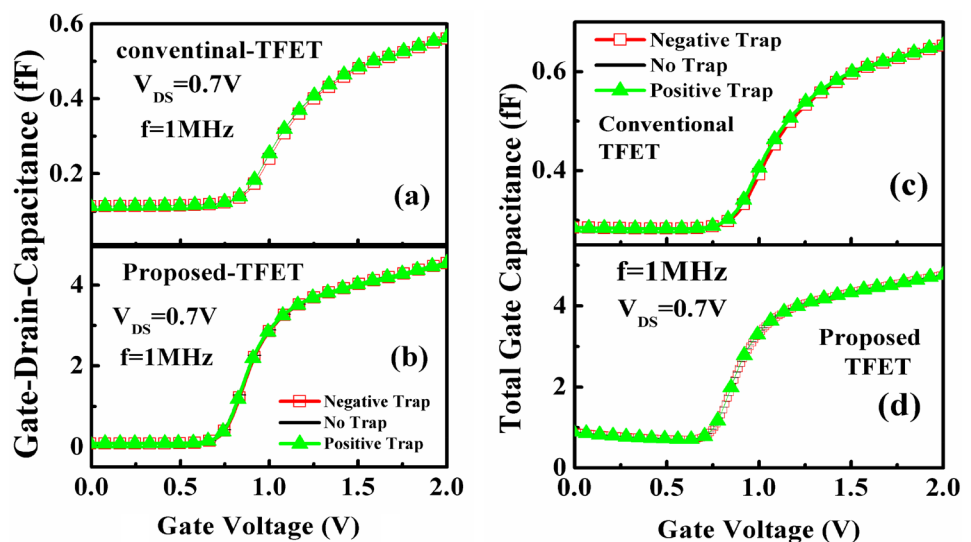 Gate-Drain-Capacitance (fF)
0.6
0.4
0.2
conventinal-TFET
V_DS=0.7V
f=1MHz
(a)
4
2
0
Proposed-TFET
V_DS=0.7V
f=1MHz
(b)
Negative Trap
No Trap
Positive Trap
0.0 0.5 1.0 1.5 2.0
Gate Voltage (V)
Total Gate Capacitance (fF)
0.6
0.4
Negative Trap
No Trap
Positive Trap
Conventional
TFET
(c)
4
2
0
f=1MHz
V_DS=0.7V
Proposed
TFET
(d)
0.0 0.5 1.0 1.5 2.0
Gate Voltage (V)